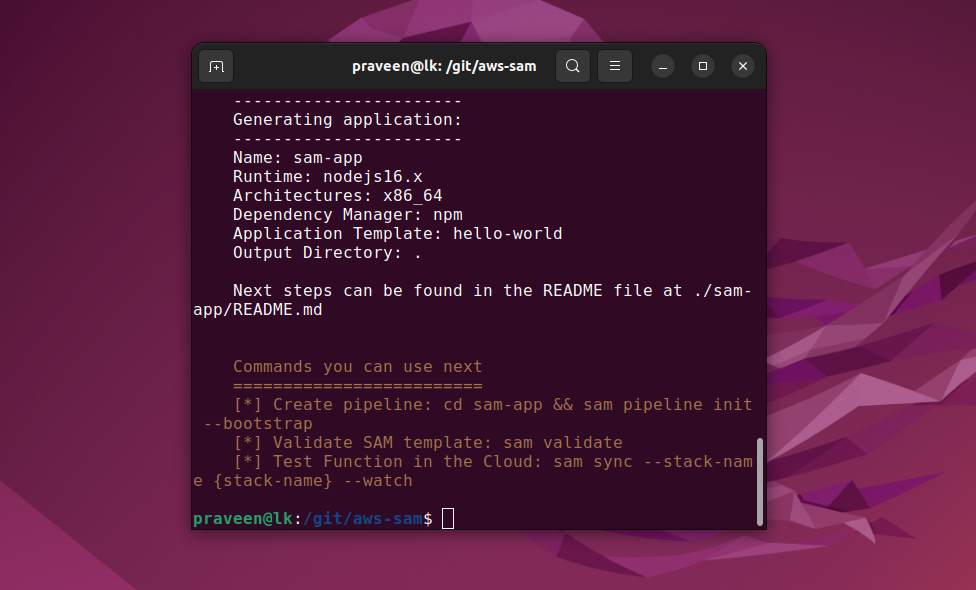 praveen@lk: /git/aws-sam
-----------------------
Generating application:
-----------------------
Name: sam-app
Runtime: nodejs16.x
Architectures: x86_64
Dependency Manager: npm
Application Template: hello-world
Output Directory: .
Next steps can be found in the README file at ./sam-
app/README.md
Commands you can use next
=========================
[*] Create pipeline: cd sam-app && sam pipeline init
--bootstrap
[*] Validate SAM template: sam validate
[*] Test Function in the Cloud: sam sync --stack-nam
e {stack-name} --watch
praveen@lk:/git/aws-sam$